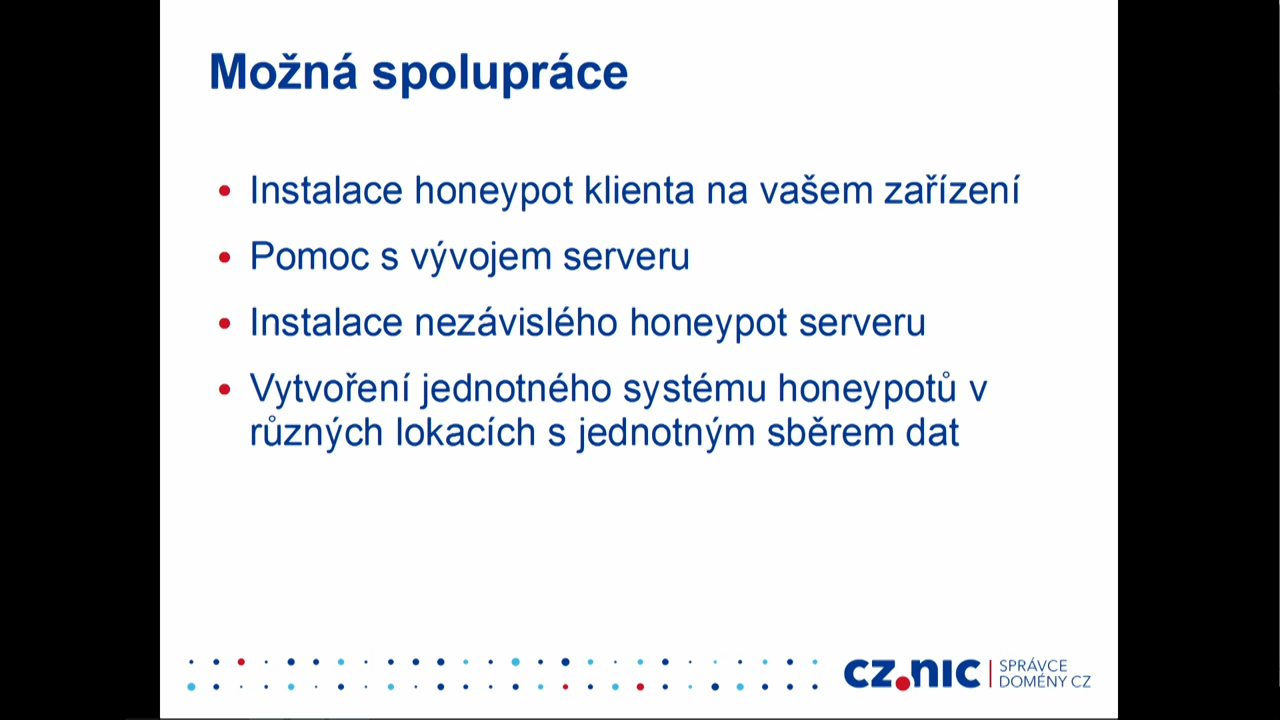 Možná spolupráce
• Instalace honeypot klienta na vašem zařízení
• Pomoc s vývojem serveru
• Instalace nezávislého honeypot serveru
• Vytvoření jednotného systému honeypotů v
různých lokacích s jednotným sběrem dat
CZ.NIC | SPRÁVCE
DOMÉNY CZ